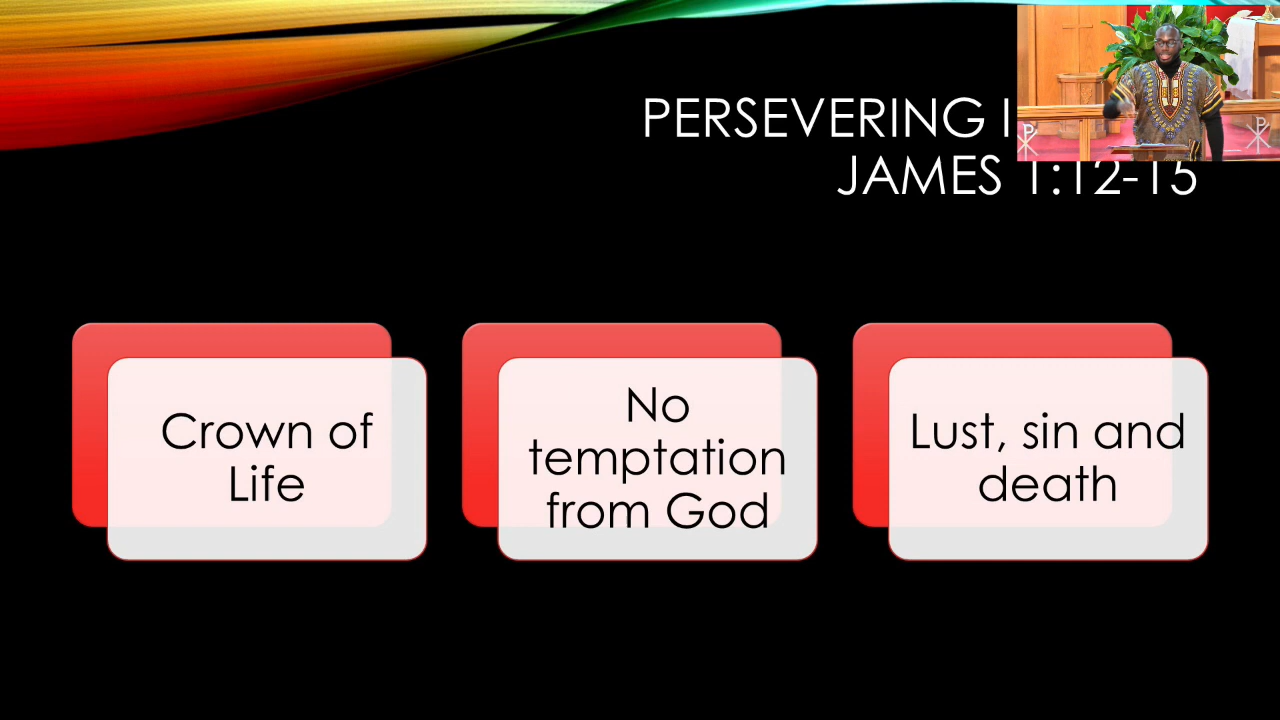 PERSEVERING
JAMES 1:12-15
Crown of
Life
No
temptation
from God
Lust, sin and
death